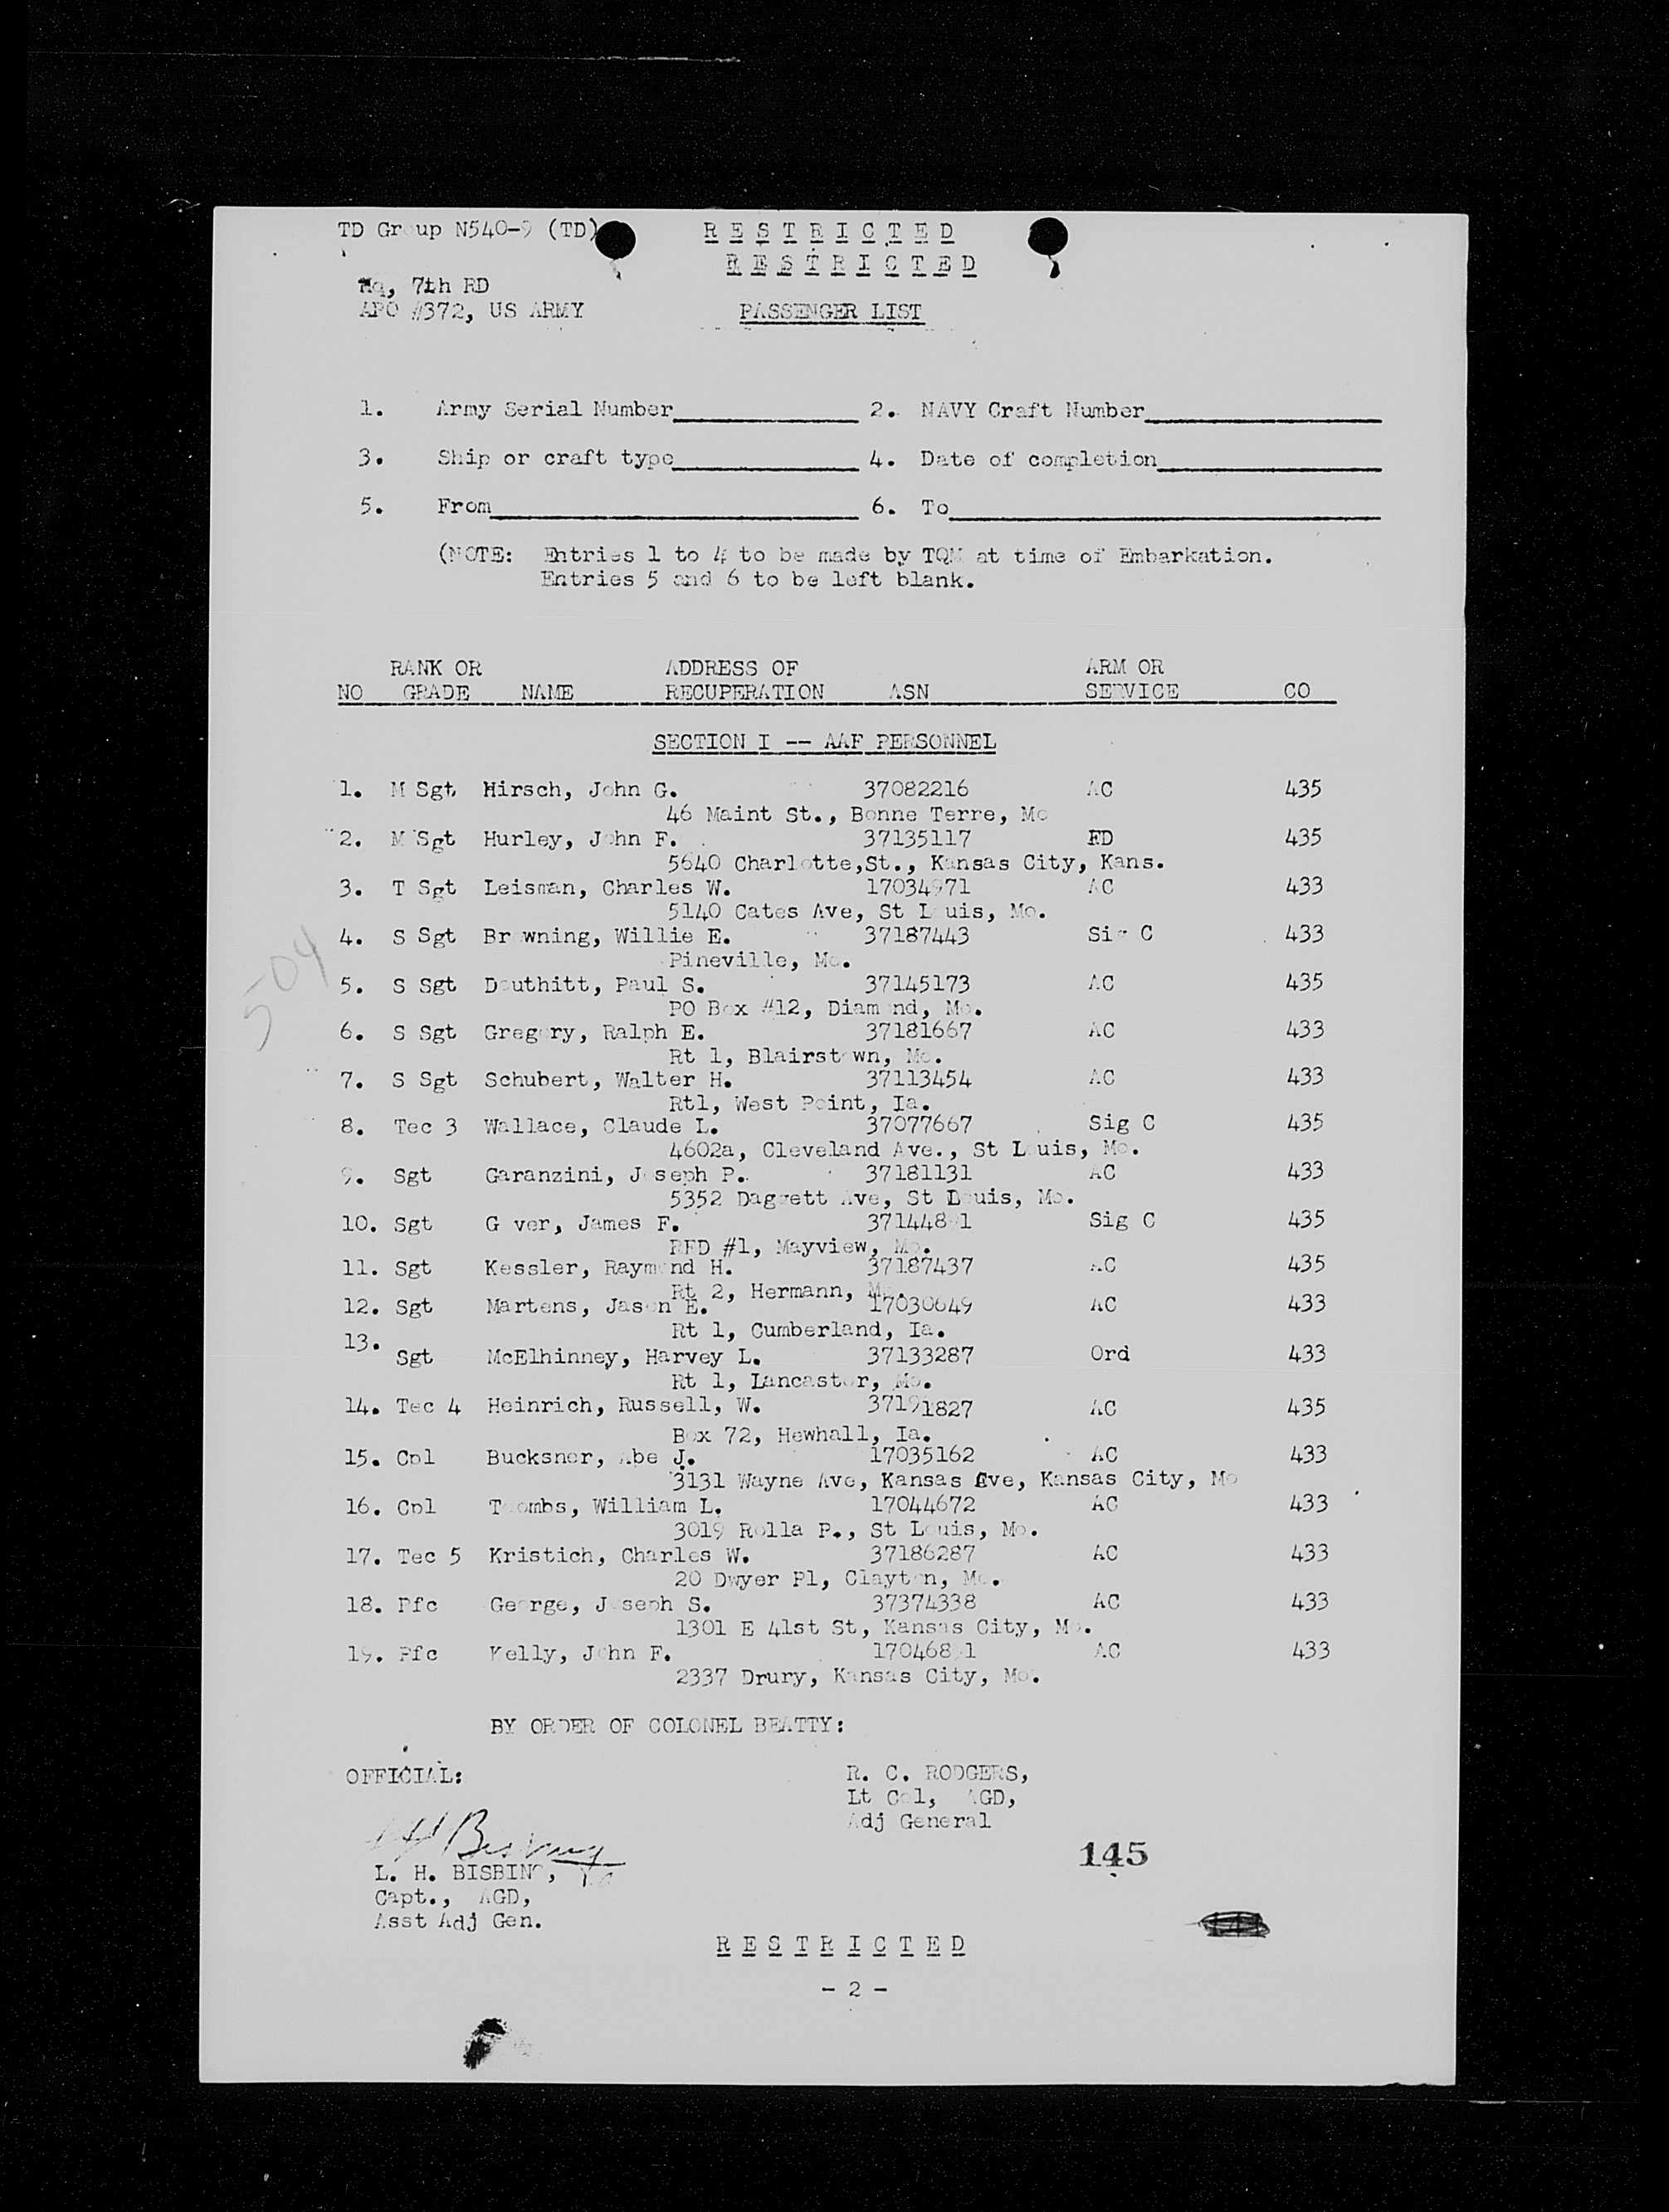 TD Group N540-9 (TD)
R E S T R I C T E D
R E S T R I C T E D
Hq, 7th RD
APO #372, US ARMY
PASSENGER LIST
1. Army Serial Number 2. NAVY Craft Number
3. Ship or craft type 4. Date of completion
5. From 6. To
(NOTE: Entries 1 to 4 to be made by TQM at time of Embarkation.
Entries 5 and 6 to be left blank.
RANK OR ADDRESS OF ARM OR
NO GRADE NAME RECUPERATION ASN SERVICE CO
SECTION I -- AAF PERSONNEL
1. M Sgt Hirsch, John G. 37082216 AC 435
46 Maint St., Bonne Terre, Mo
2. M Sgt Hurley, John F. 37135117 ED 435
5640 Charlotte,St., Kansas City, Kans.
3. T Sgt Leisman, Charles W. 17034971 AC 433
5140 Cates Ave, St Louis, Mo.
4. S Sgt Browning, Willie E. 37187443 Sig C 433
Pineville, Mo.
5. S Sgt Douthitt, Paul S. 37145173 AC 435
PO Box #12, Diamond, Mo.
6. S Sgt Gregory, Ralph E. 37181667 AC 433
Rt 1, Blairstown, Mo.
7. S Sgt Schubert, Walter H. 37113454 AC 433
Rt1, West Point, Ia.
8. Tec 3 Wallace, Claude L. 37077667 Sig C 435
4602a, Cleveland Ave., St Louis, Mo.
9. Sgt Garanzini, Joseph P. 37181131 AC 433
5352 Daggett Ave, St Louis, Mo.
10. Sgt Gover, James F. Sig C 435
RFD #1, Mayview, Mo.
11. Sgt Kessler, Raymond H. 37187437 AC 435
Rt 2, Hermann, Mo.
12. Sgt Martens, Jason E. 17030649 AC 433
Rt 1, Cumberland, Ia.
13. Sgt McElhinney, Harvey L. 37133287 Ord 433
Rt 1, Lancaster, Mo.
14. Tec 4 Heinrich, Russell, W. 37191827 AC 435
Box 72, Hewhall, Ia.
15. Cpl Bucksner, Abe J. 17035162 AC 433
3131 Wayne Ave, Kansas Ave, Kansas City, Mo
16. Cpl Toombs, William L. 17044672 AC 433
3019 Rolla P., St Louis, Mo.
17. Tec 5 Kristich, Charles W. 37186287 AC 433
20 Dwyer Pl, Clayton, Mo.
18. Pfc George, Joseph S. 37374338 AC 433
1301 E 41st St, Kansas City, Mo.
19. Pfc Kelly, John F. AC 433
2337 Drury, Kansas City, Mo.
504
BY ORDER OF COLONEL BEATTY:
OFFICIAL:
R. C. RODGERS,
Lt Col, AGD,
Adj General
L H Bisbing
L. H. BISBING,
Capt., AGD,
Asst Adj Gen.
145
R E S T R I C T E D
- 2 -